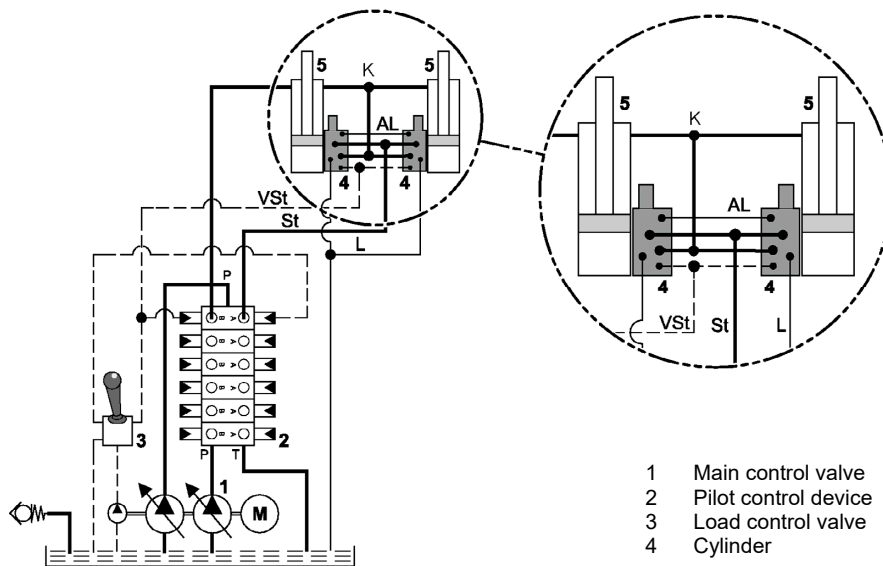 5 K 5
AL
4 4
VSt
St
L
P
B A
B A
B A
B A
B A
B A
3 2
P T
1
M
5 K 5
AL
4 4
VSt St L
1 Main control valve
2 Pilot control device
3 Load control valve
4 Cylinder